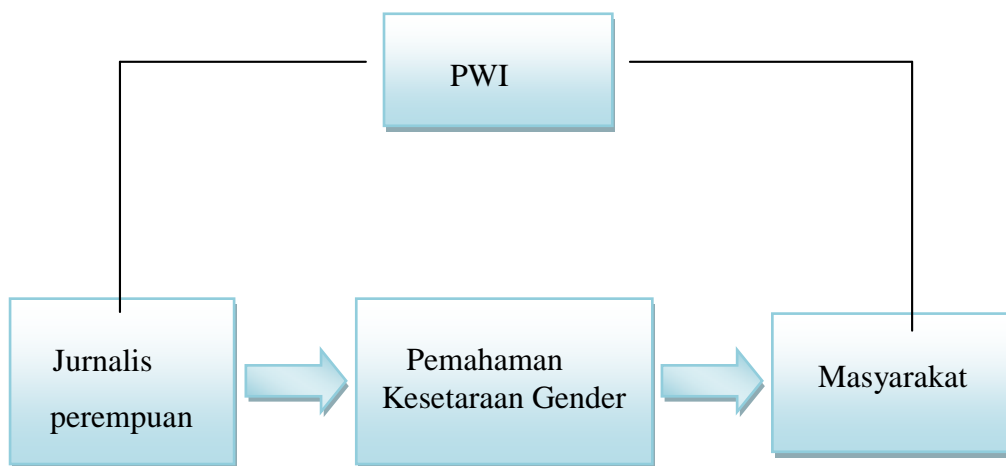 PWI
Jurnalis
perempuan
Pemahaman
Kesetaraan Gender
Masyarakat